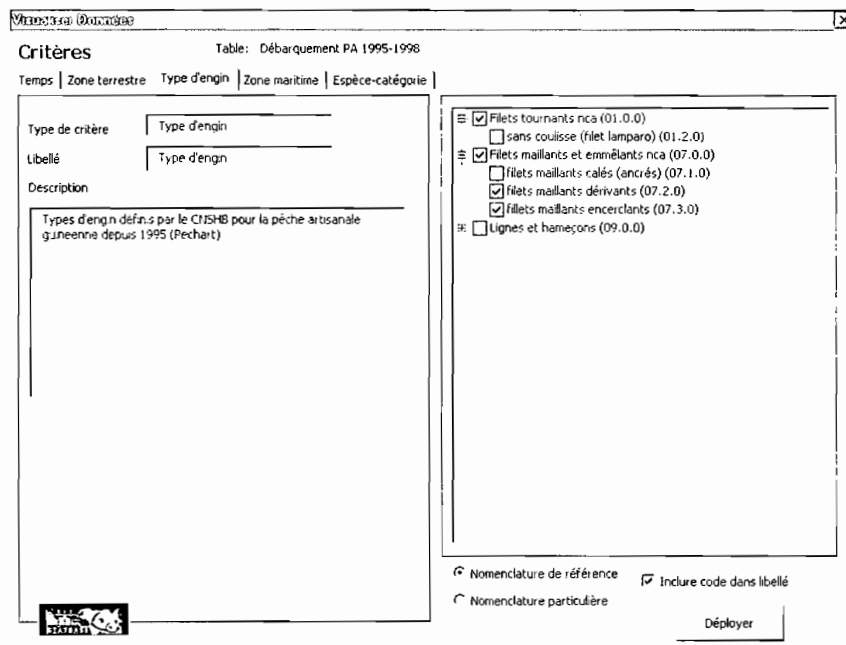 Visualiser Données
Critères
Table: Débarquement PA 1995-1998
Temps | Zone terrestre Type d'engin | Zone maritime | Espèce-catégorie |
Type de critère Type d'engin
Libellé Type d'engin
Description
Types d'engin définis par le CNSHB pour la pêche artisanale
guineenne depuis 1995 (Pechart)
Filets tournants nca (01.0.0)
sans coulisse (filet lamparo) (01.2.0)
Filets maillants et emmêlants nca (07.0.0)
filets maillants calés (ancrés) (07.1.0)
filets maillants dérivants (07.2.0)
fillets maillants encerclants (07.3.0)
Lignes et hameçons (09.0.0)
Nomenclature de référence
Inclure code dans libellé
Nomenclature particulière
Déployer